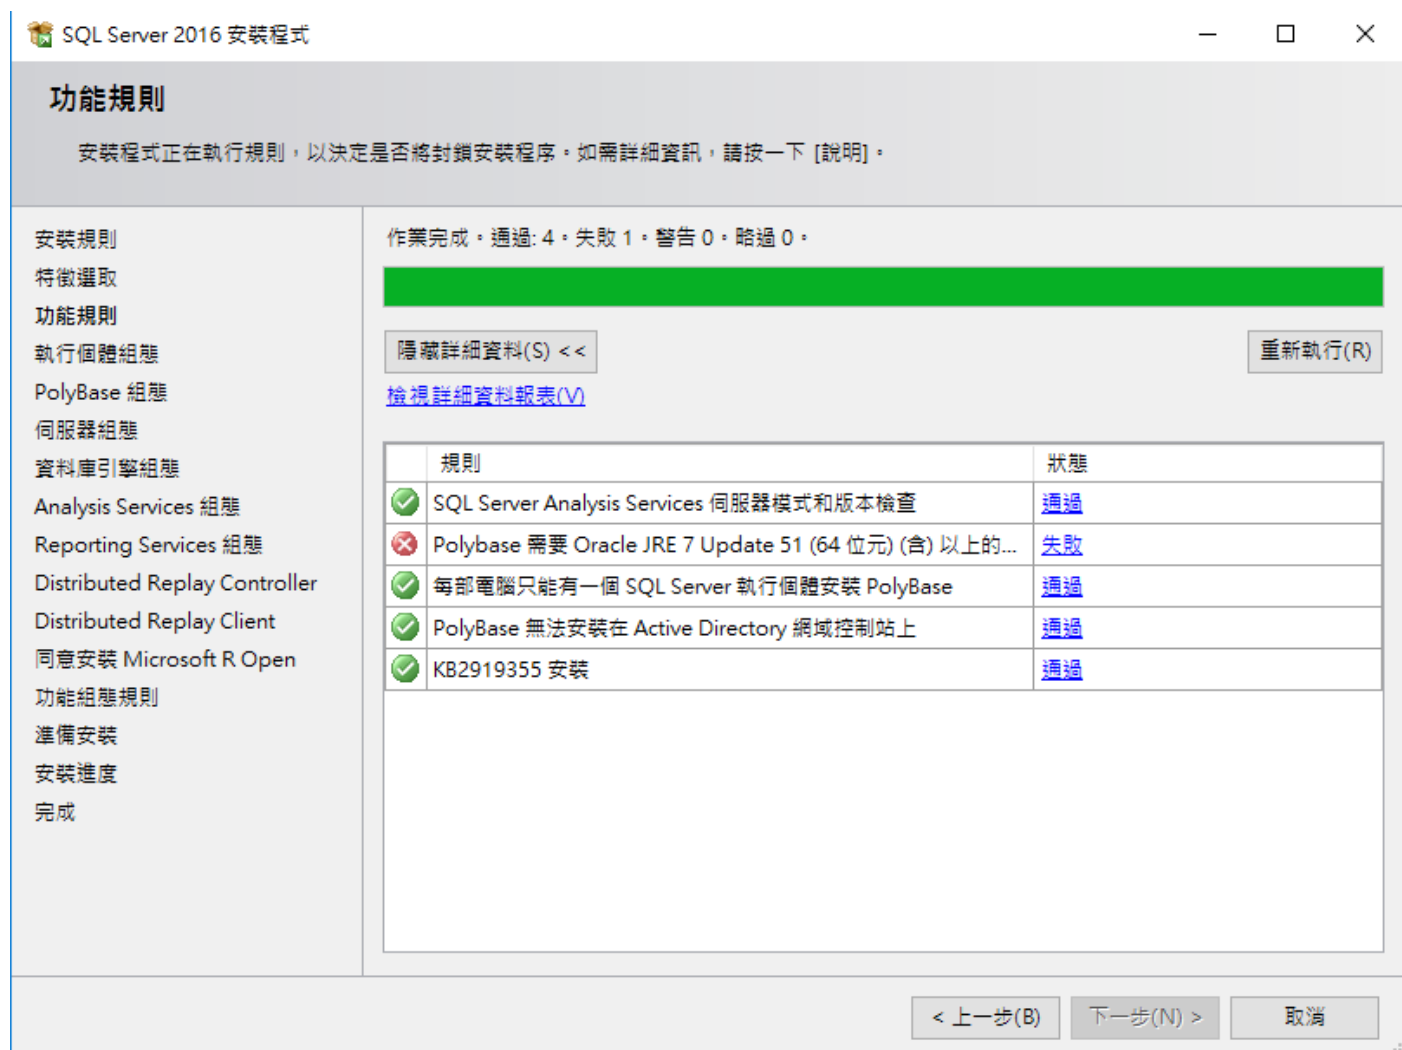 SQL Server 2016 安裝程式
功能規則
安裝程式正在執行規則，以決定是否將封鎖安裝程序。如需詳細資訊，請按一下 [說明]。
安裝規則
特徵選取
功能規則
執行個體組態
PolyBase 組態
伺服器組態
資料庫引擎組態
Analysis Services 組態
Reporting Services 組態
Distributed Replay Controller
Distributed Replay Client
同意安裝 Microsoft R Open
功能組態規則
準備安裝
安裝進度
完成
作業完成。通過: 4。失敗 1。警告 0。略過 0。
隱藏詳細資料(S) <<
重新執行(R)
檢視詳細資料報表(V)
規則 狀態
SQL Server Analysis Services 伺服器模式和版本檢查 通過
Polybase 需要 Oracle JRE 7 Update 51 (64 位元) (含) 以上的... 失敗
每部電腦只能有一個 SQL Server 執行個體安裝 PolyBase 通過
PolyBase 無法安裝在 Active Directory 網域控制站上 通過
KB2919355 安裝 通過
< 上一步(B) 下一步(N) > 取消